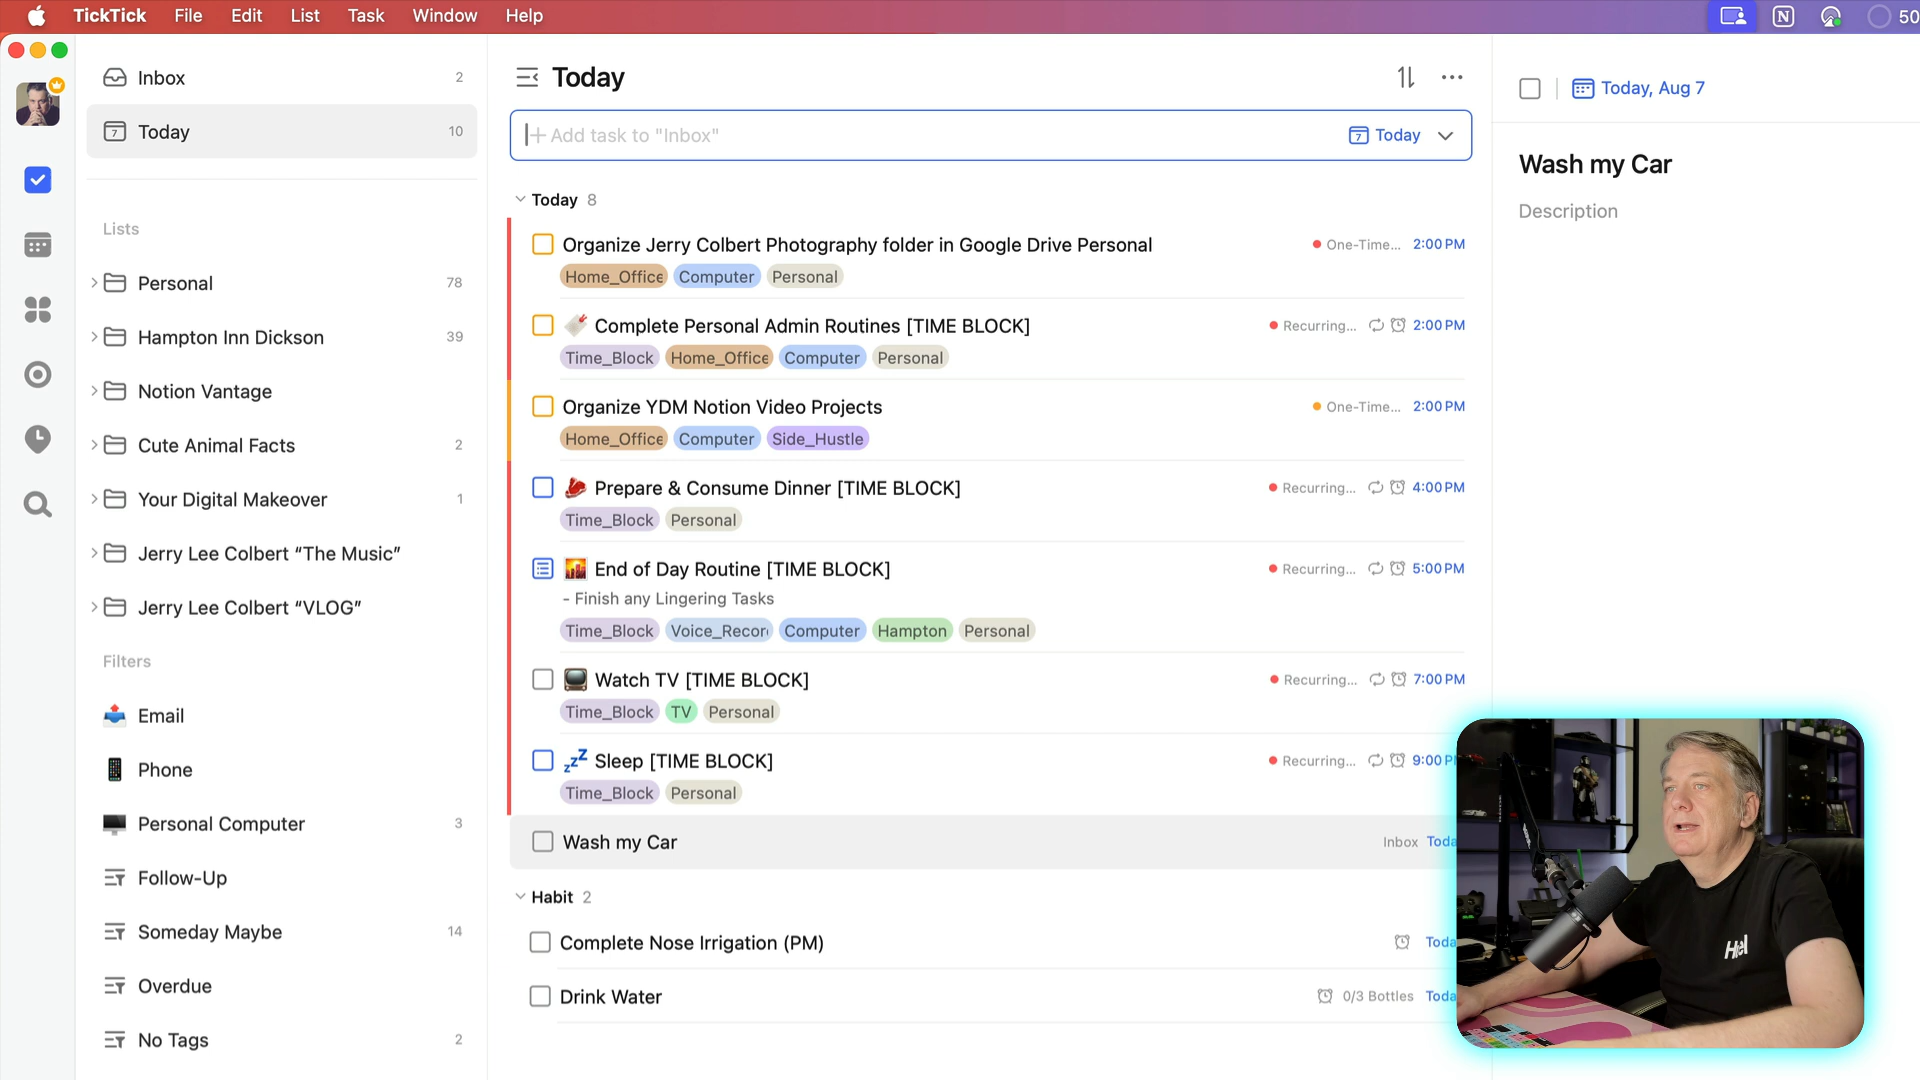 TickTick File Edit List Task Window Help
N
50
Inbox 2
7 Today 10
Lists
Personal 78
Hampton Inn Dickson 39
Notion Vantage
Cute Animal Facts 2
Your Digital Makeover 1
Jerry Lee Colbert “The Music”
Jerry Lee Colbert “VLOG”
Filters
Email
Phone
Personal Computer 3
Follow-Up
Someday Maybe 14
Overdue
No Tags 2
Today
Add task to "Inbox" 7 Today
Today 8
Organize Jerry Colbert Photography folder in Google Drive Personal One-Time... 2:00 PM
Home_Office Computer Personal
Complete Personal Admin Routines [TIME BLOCK] Recurring... 2:00 PM
Time_Block Home_Office Computer Personal
Organize YDM Notion Video Projects One-Time... 2:00 PM
Home_Office Computer Side_Hustle
Prepare & Consume Dinner [TIME BLOCK] Recurring... 4:00 PM
Time_Block Personal
End of Day Routine [TIME BLOCK] Recurring... 5:00 PM
- Finish any Lingering Tasks
Time_Block Voice_Recor Computer Hampton Personal
Watch TV [TIME BLOCK] Recurring... 7:00 PM
Time_Block TV Personal
Sleep [TIME BLOCK] Recurring... 9:00 P
Time_Block Personal
Wash my Car Inbox Toda
Habit 2
Complete Nose Irrigation (PM) Toda
Drink Water 0/3 Bottles Toda
Today, Aug 7
Wash my Car
Description